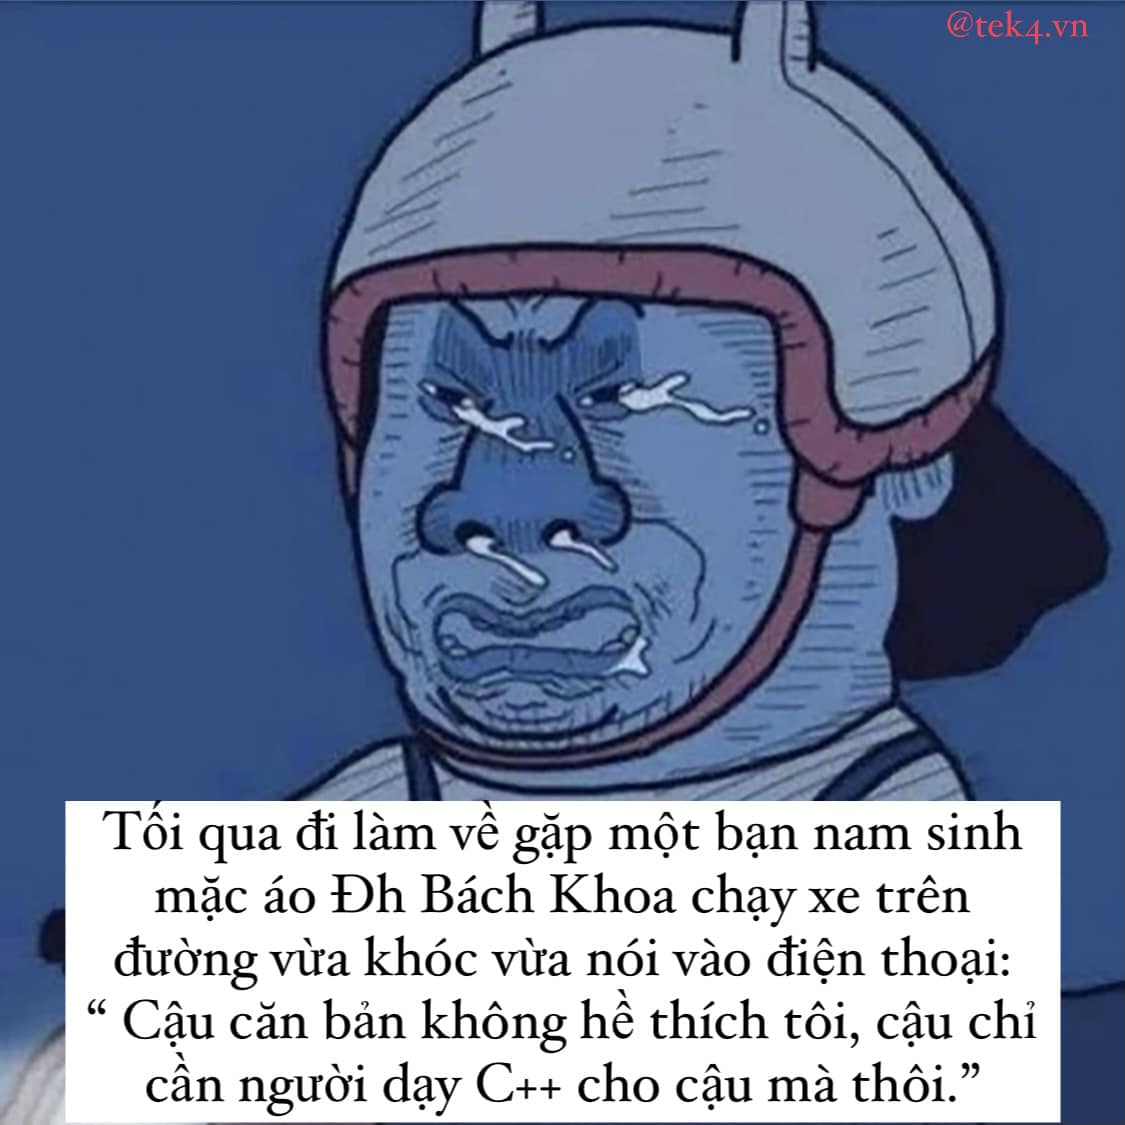 @tek4.vn
Tối qua đi làm về gặp một bạn nam sinh
mặc áo Đh Bách Khoa chạy xe trên
đường vừa khóc vừa nói vào điện thoại:
“ Cậu căn bản không hề thích tôi, cậu chỉ
cần người dạy C++ cho cậu mà thôi.”